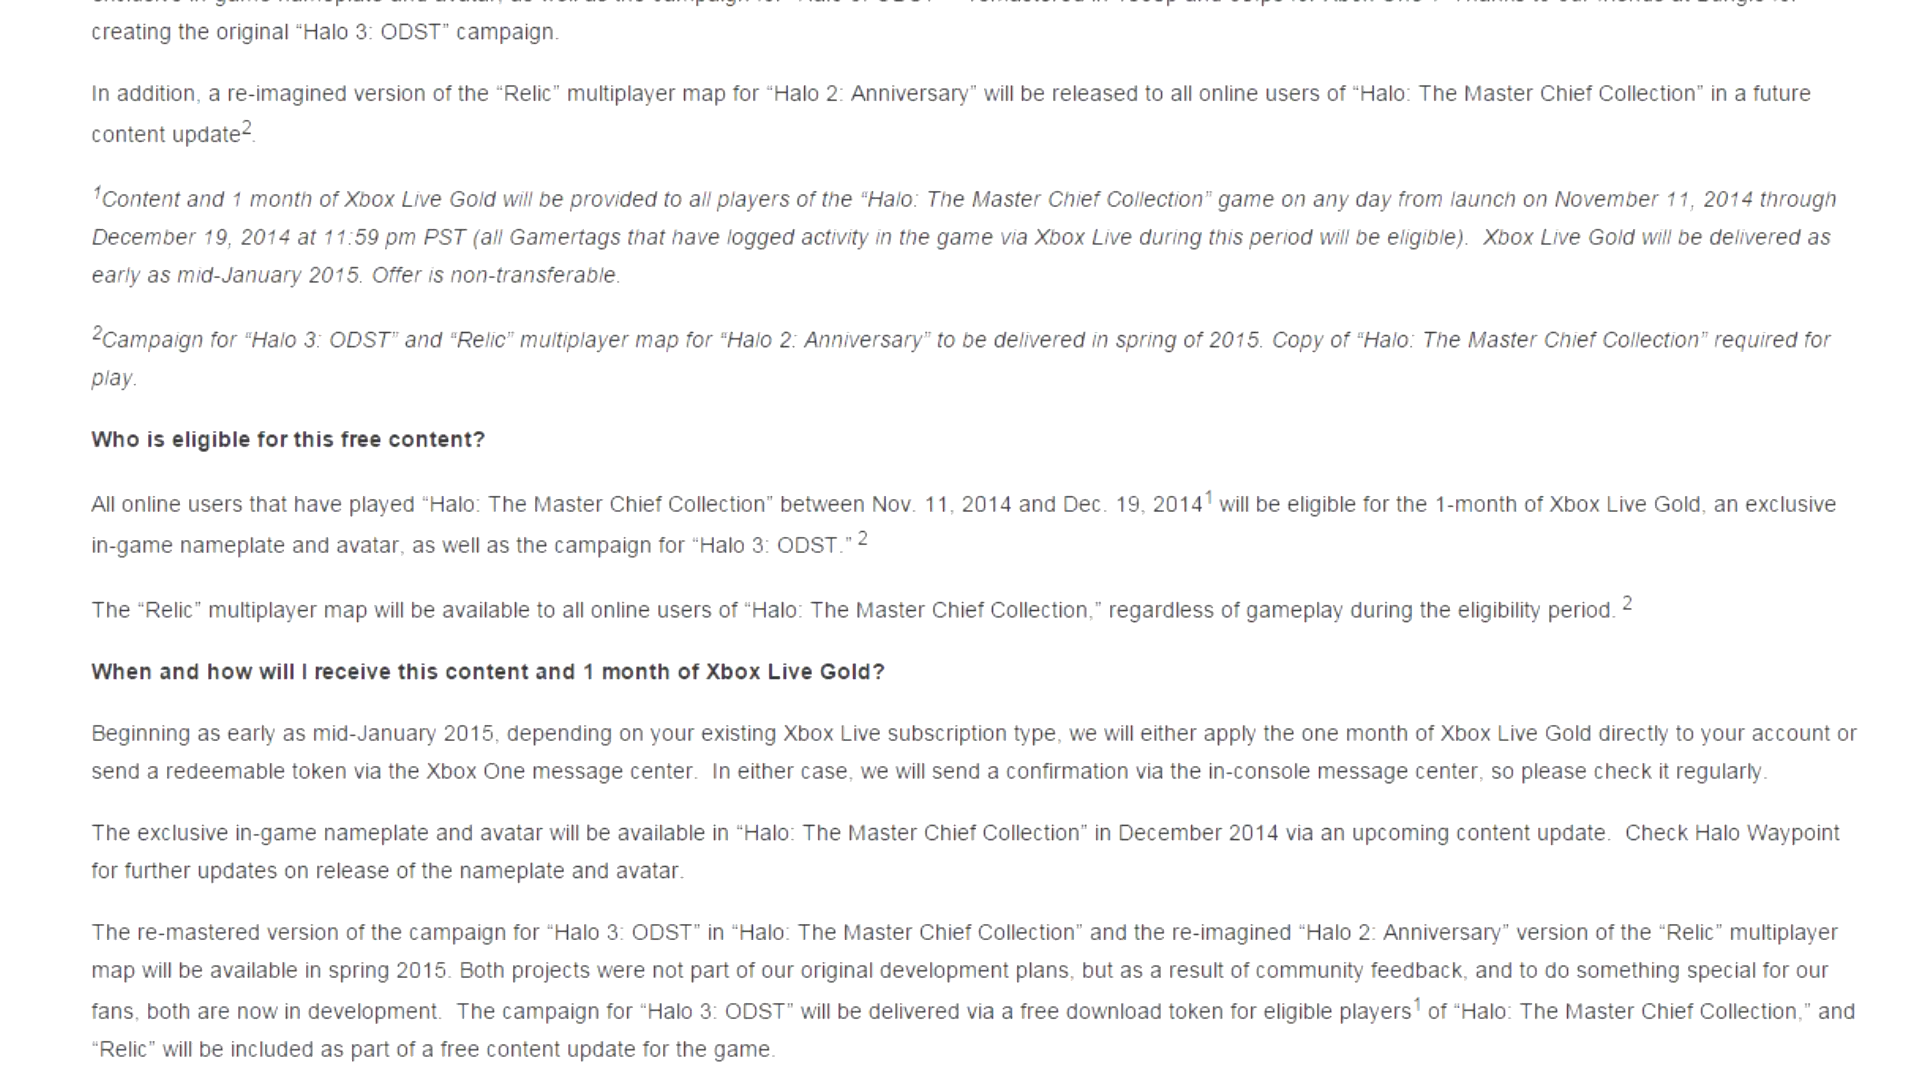 creating the original “Halo 3: ODST” campaign.
In addition, a re-imagined version of the “Relic” multiplayer map for “Halo 2: Anniversary” will be released to all online users of “Halo: The Master Chief Collection” in a future
content update2.
1Content and 1 month of Xbox Live Gold will be provided to all players of the “Halo: The Master Chief Collection” game on any day from launch on November 11, 2014 through
December 19, 2014 at 11:59 pm PST (all Gamertags that have logged activity in the game via Xbox Live during this period will be eligible).  Xbox Live Gold will be delivered as
early as mid-January 2015. Offer is non-transferable.
2Campaign for “Halo 3: ODST” and “Relic” multiplayer map for “Halo 2: Anniversary” to be delivered in spring of 2015. Copy of “Halo: The Master Chief Collection” required for
play.
Who is eligible for this free content?
All online users that have played “Halo: The Master Chief Collection” between Nov. 11, 2014 and Dec. 19, 20141 will be eligible for the 1-month of Xbox Live Gold, an exclusive
in-game nameplate and avatar, as well as the campaign for “Halo 3: ODST.” 2
The “Relic” multiplayer map will be available to all online users of “Halo: The Master Chief Collection,” regardless of gameplay during the eligibility period. 2
When and how will I receive this content and 1 month of Xbox Live Gold?
Beginning as early as mid-January 2015, depending on your existing Xbox Live subscription type, we will either apply the one month of Xbox Live Gold directly to your account or
send a redeemable token via the Xbox One message center.  In either case, we will send a confirmation via the in-console message center, so please check it regularly.
The exclusive in-game nameplate and avatar will be available in “Halo: The Master Chief Collection” in December 2014 via an upcoming content update.  Check Halo Waypoint
for further updates on release of the nameplate and avatar.
The re-mastered version of the campaign for “Halo 3: ODST” in “Halo: The Master Chief Collection” and the re-imagined “Halo 2: Anniversary” version of the “Relic” multiplayer
map will be available in spring 2015. Both projects were not part of our original development plans, but as a result of community feedback, and to do something special for our
fans, both are now in development.  The campaign for “Halo 3: ODST” will be delivered via a free download token for eligible players1 of “Halo: The Master Chief Collection,” and
“Relic” will be included as part of a free content update for the game.